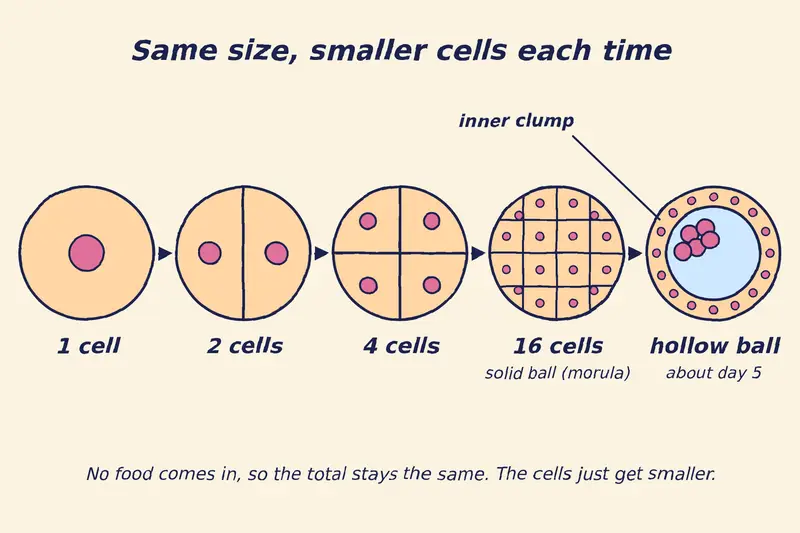 Same size, smaller cells each time
inner clump
1 cell
2 cells
4 cells
16 cells
hollow ball
solid ball (morula)
about day 5
No food comes in, so the total stays the same. The cells just get smaller.